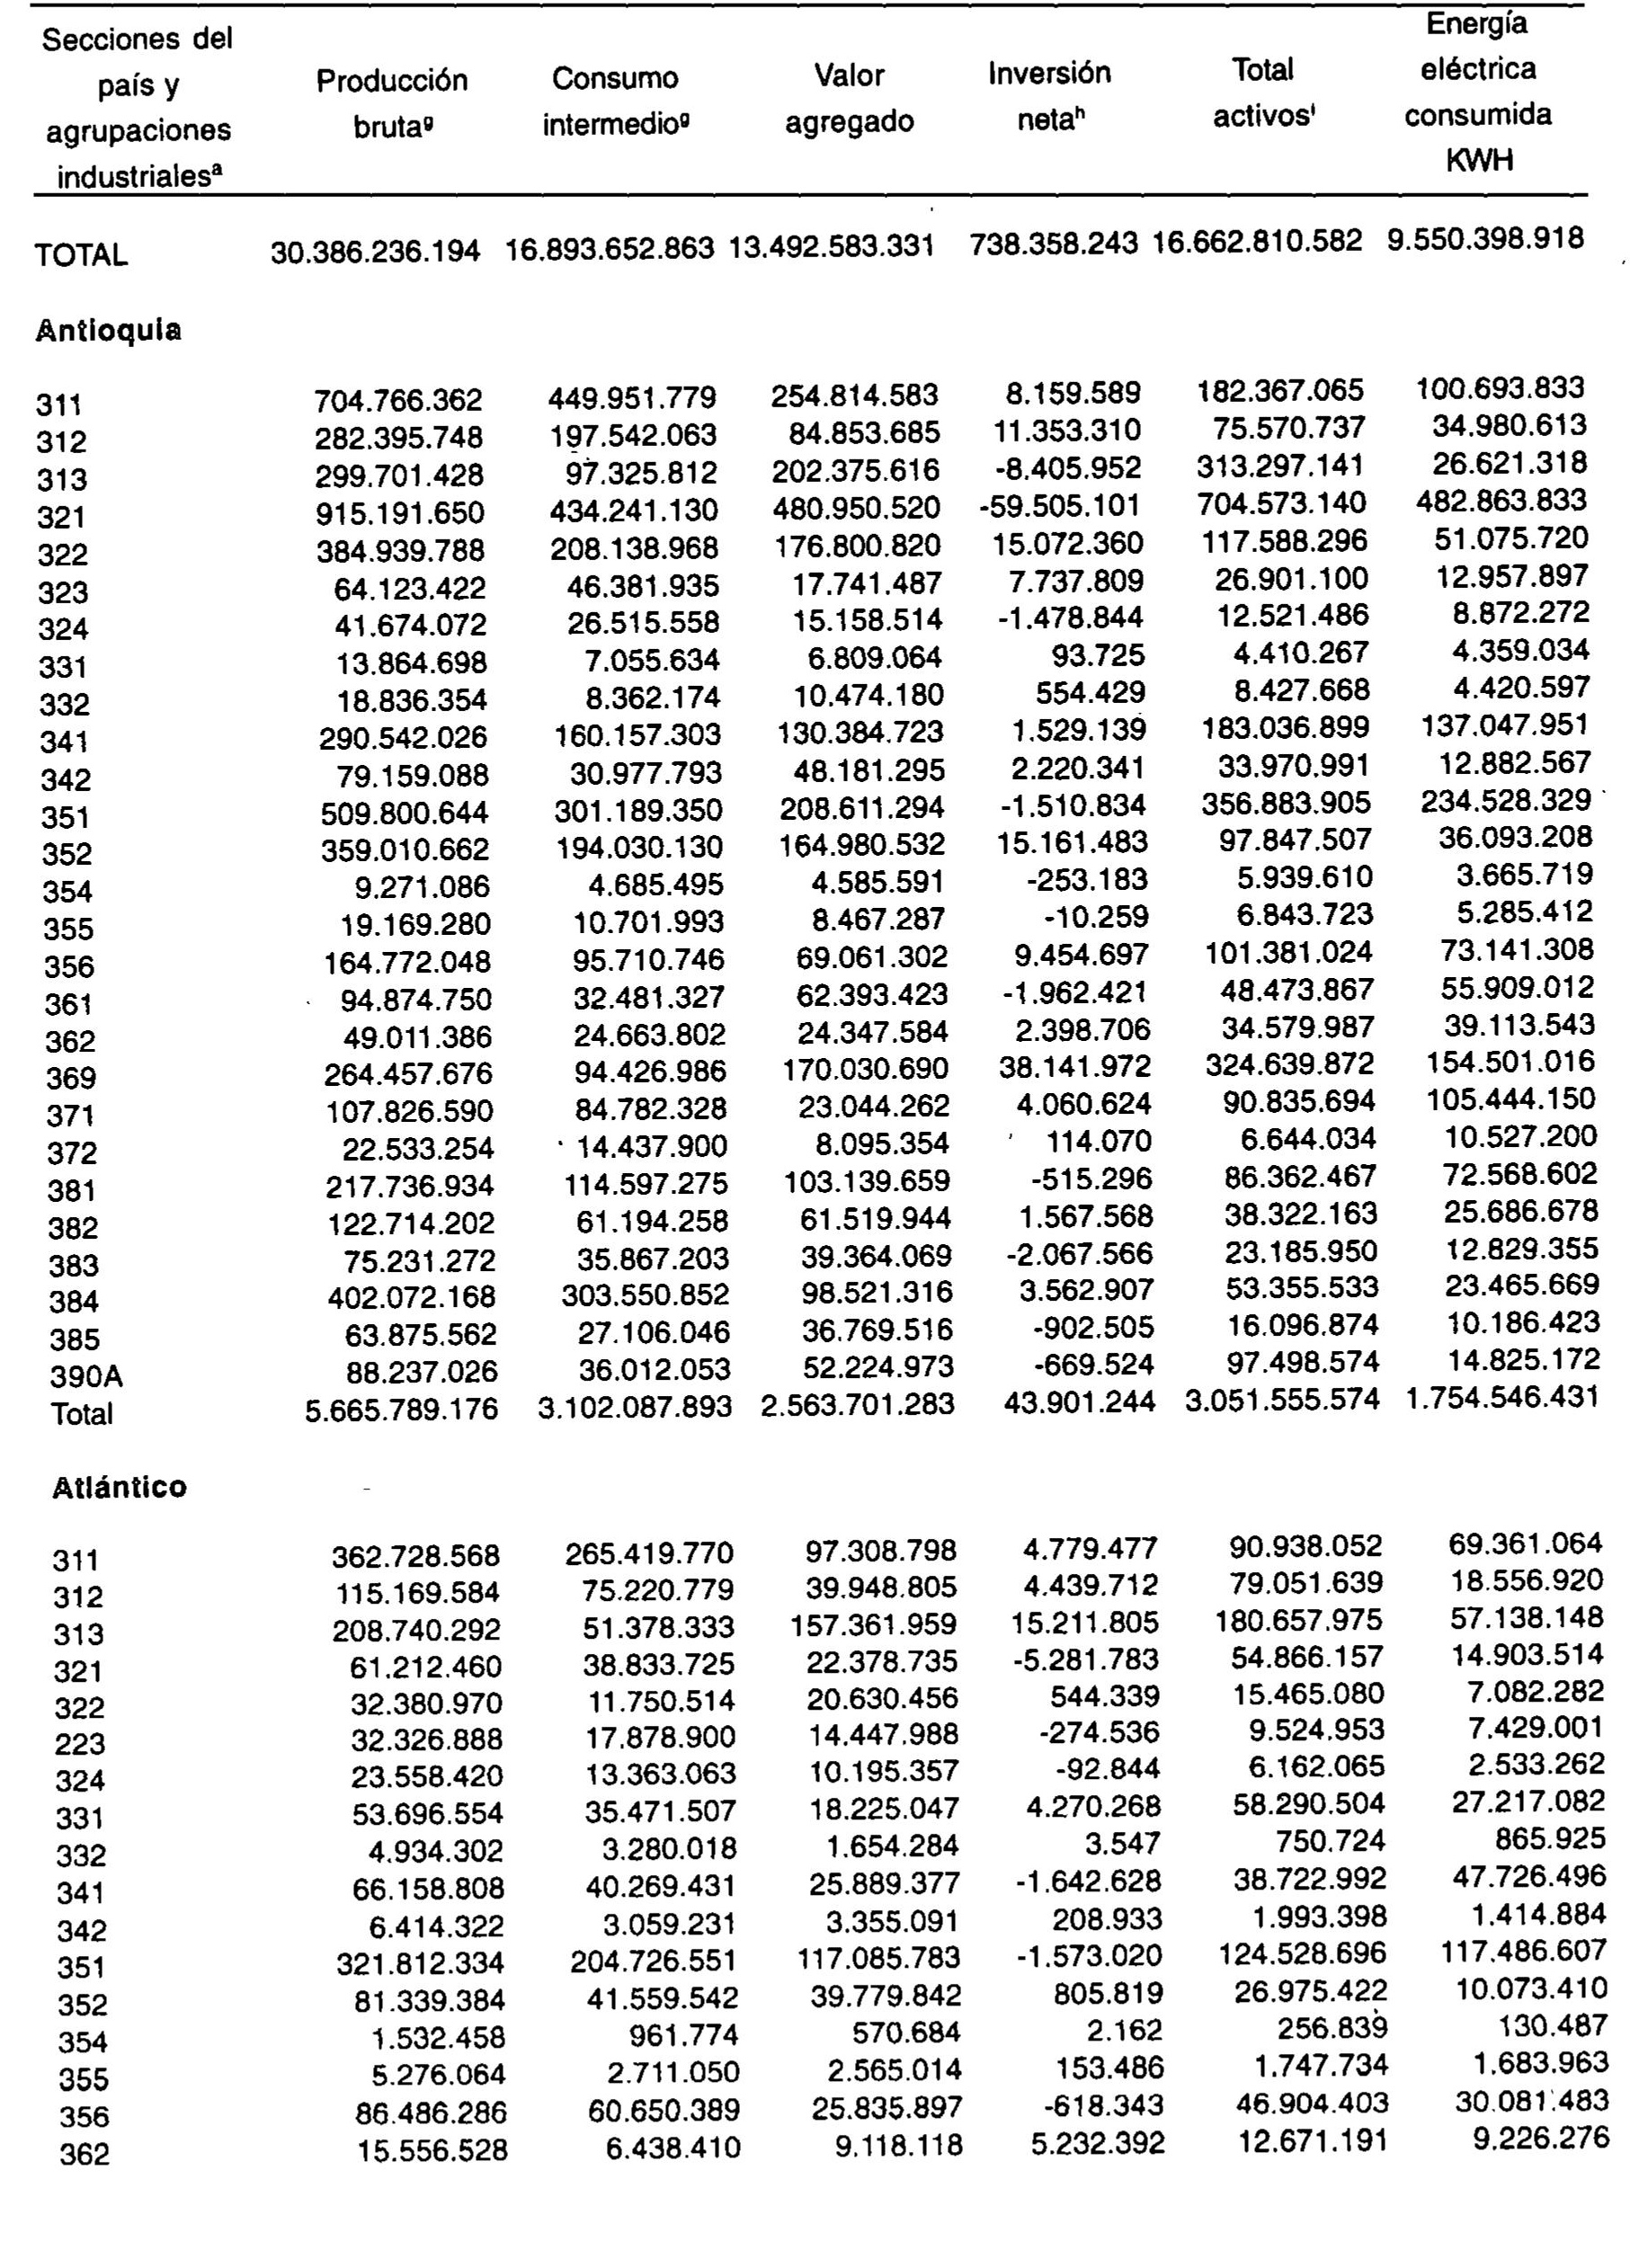 Secciones del país y agrupaciones industrialesª Producción brutaᵍ Consumo intermedioᵍ Valor agregado Inversión netaʰ Total activosⁱ Energía eléctrica consumida KWH
TOTAL 30.386.236.194 16.893.652.863 13.492.583.331 738.358.243 16.662.810.582 9.550.398.918
Antioquia
311 704.766.362 449.951.779 254.814.583 8.159.589 182.367.065 100.693.833
312 282.395.748 197.542.063 84.853.685 11.353.310 75.570.737 34.980.613
313 299.701.428 97.325.812 202.375.616 -8.405.952 313.297.141 26.621.318
321 915.191.650 434.241.130 480.950.520 -59.505.101 704.573.140 482.863.833
322 384.939.788 208.138.968 176.800.820 15.072.360 117.588.296 51.075.720
323 64.123.422 46.381.935 17.741.487 7.737.809 26.901.100 12.957.897
324 41.674.072 26.515.558 15.158.514 -1.478.844 12.521.486 8.872.272
331 13.864.698 7.055.634 6.809.064 93.725 4.410.267 4.359.034
332 18.836.354 8.362.174 10.474.180 554.429 8.427.668 4.420.597
341 290.542.026 160.157.303 130.384.723 1.529.139 183.036.899 137.047.951
342 79.159.088 30.977.793 48.181.295 2.220.341 33.970.991 12.882.567
351 509.800.644 301.189.350 208.611.294 -1.510.834 356.883.905 234.528.329
352 359.010.662 194.030.130 164.980.532 15.161.483 97.847.507 36.093.208
354 9.271.086 4.685.495 4.585.591 -253.183 5.939.610 3.665.719
355 19.169.280 10.701.993 8.467.287 -10.259 6.843.723 5.285.412
356 164.772.048 95.710.746 69.061.302 9.454.697 101.381.024 73.141.308
361 94.874.750 32.481.327 62.393.423 -1.962.421 48.473.867 55.909.012
362 49.011.386 24.663.802 24.347.584 2.398.706 34.579.987 39.113.543
369 264.457.676 94.426.986 170.030.690 38.141.972 324.639.872 154.501.016
371 107.826.590 84.782.328 23.044.262 4.060.624 90.835.694 105.444.150
372 22.533.254 14.437.900 8.095.354 114.070 6.644.034 10.527.200
381 217.736.934 114.597.275 103.139.659 -515.296 86.362.467 72.568.602
382 122.714.202 61.194.258 61.519.944 1.567.568 38.322.163 25.686.678
383 75.231.272 35.867.203 39.364.069 -2.067.566 23.185.950 12.829.355
384 402.072.168 303.550.852 98.521.316 3.562.907 53.355.533 23.465.669
385 63.875.562 27.106.046 36.769.516 -902.505 16.096.874 10.186.423
390A 88.237.026 36.012.053 52.224.973 -669.524 97.498.574 14.825.172
Total 5.665.789.176 3.102.087.893 2.563.701.283 43.901.244 3.051.555.574 1.754.546.431
Atlántico
311 362.728.568 265.419.770 97.308.798 4.779.477 90.938.052 69.361.064
312 115.169.584 75.220.779 39.948.805 4.439.712 79.051.639 18.556.920
313 208.740.292 51.378.333 157.361.959 15.211.805 180.657.975 57.138.148
321 61.212.460 38.833.725 22.378.735 -5.281.783 54.866.157 14.903.514
322 32.380.970 11.750.514 20.630.456 544.339 15.465.080 7.082.282
223 32.326.888 17.878.900 14.447.988 -274.536 9.524.953 7.429.001
324 23.558.420 13.363.063 10.195.357 -92.844 6.162.065 2.533.262
331 53.696.554 35.471.507 18.225.047 4.270.268 58.290.504 27.217.082
332 4.934.302 3.280.018 1.654.284 3.547 750.724 865.925
341 66.158.808 40.269.431 25.889.377 -1.642.628 38.722.992 47.726.496
342 6.414.322 3.059.231 3.355.091 208.933 1.993.398 1.414.884
351 321.812.334 204.726.551 117.085.783 -1.573.020 124.528.696 117.486.607
352 81.339.384 41.559.542 39.779.842 805.819 26.975.422 10.073.410
354 1.532.458 961.774 570.684 2.162 256.839 130.487
355 5.276.064 2.711.050 2.565.014 153.486 1.747.734 1.683.963
356 86.486.286 60.650.389 25.835.897 -618.343 46.904.403 30.081.483
362 15.556.528 6.438.410 9.118.118 5.232.392 12.671.191 9.226.276